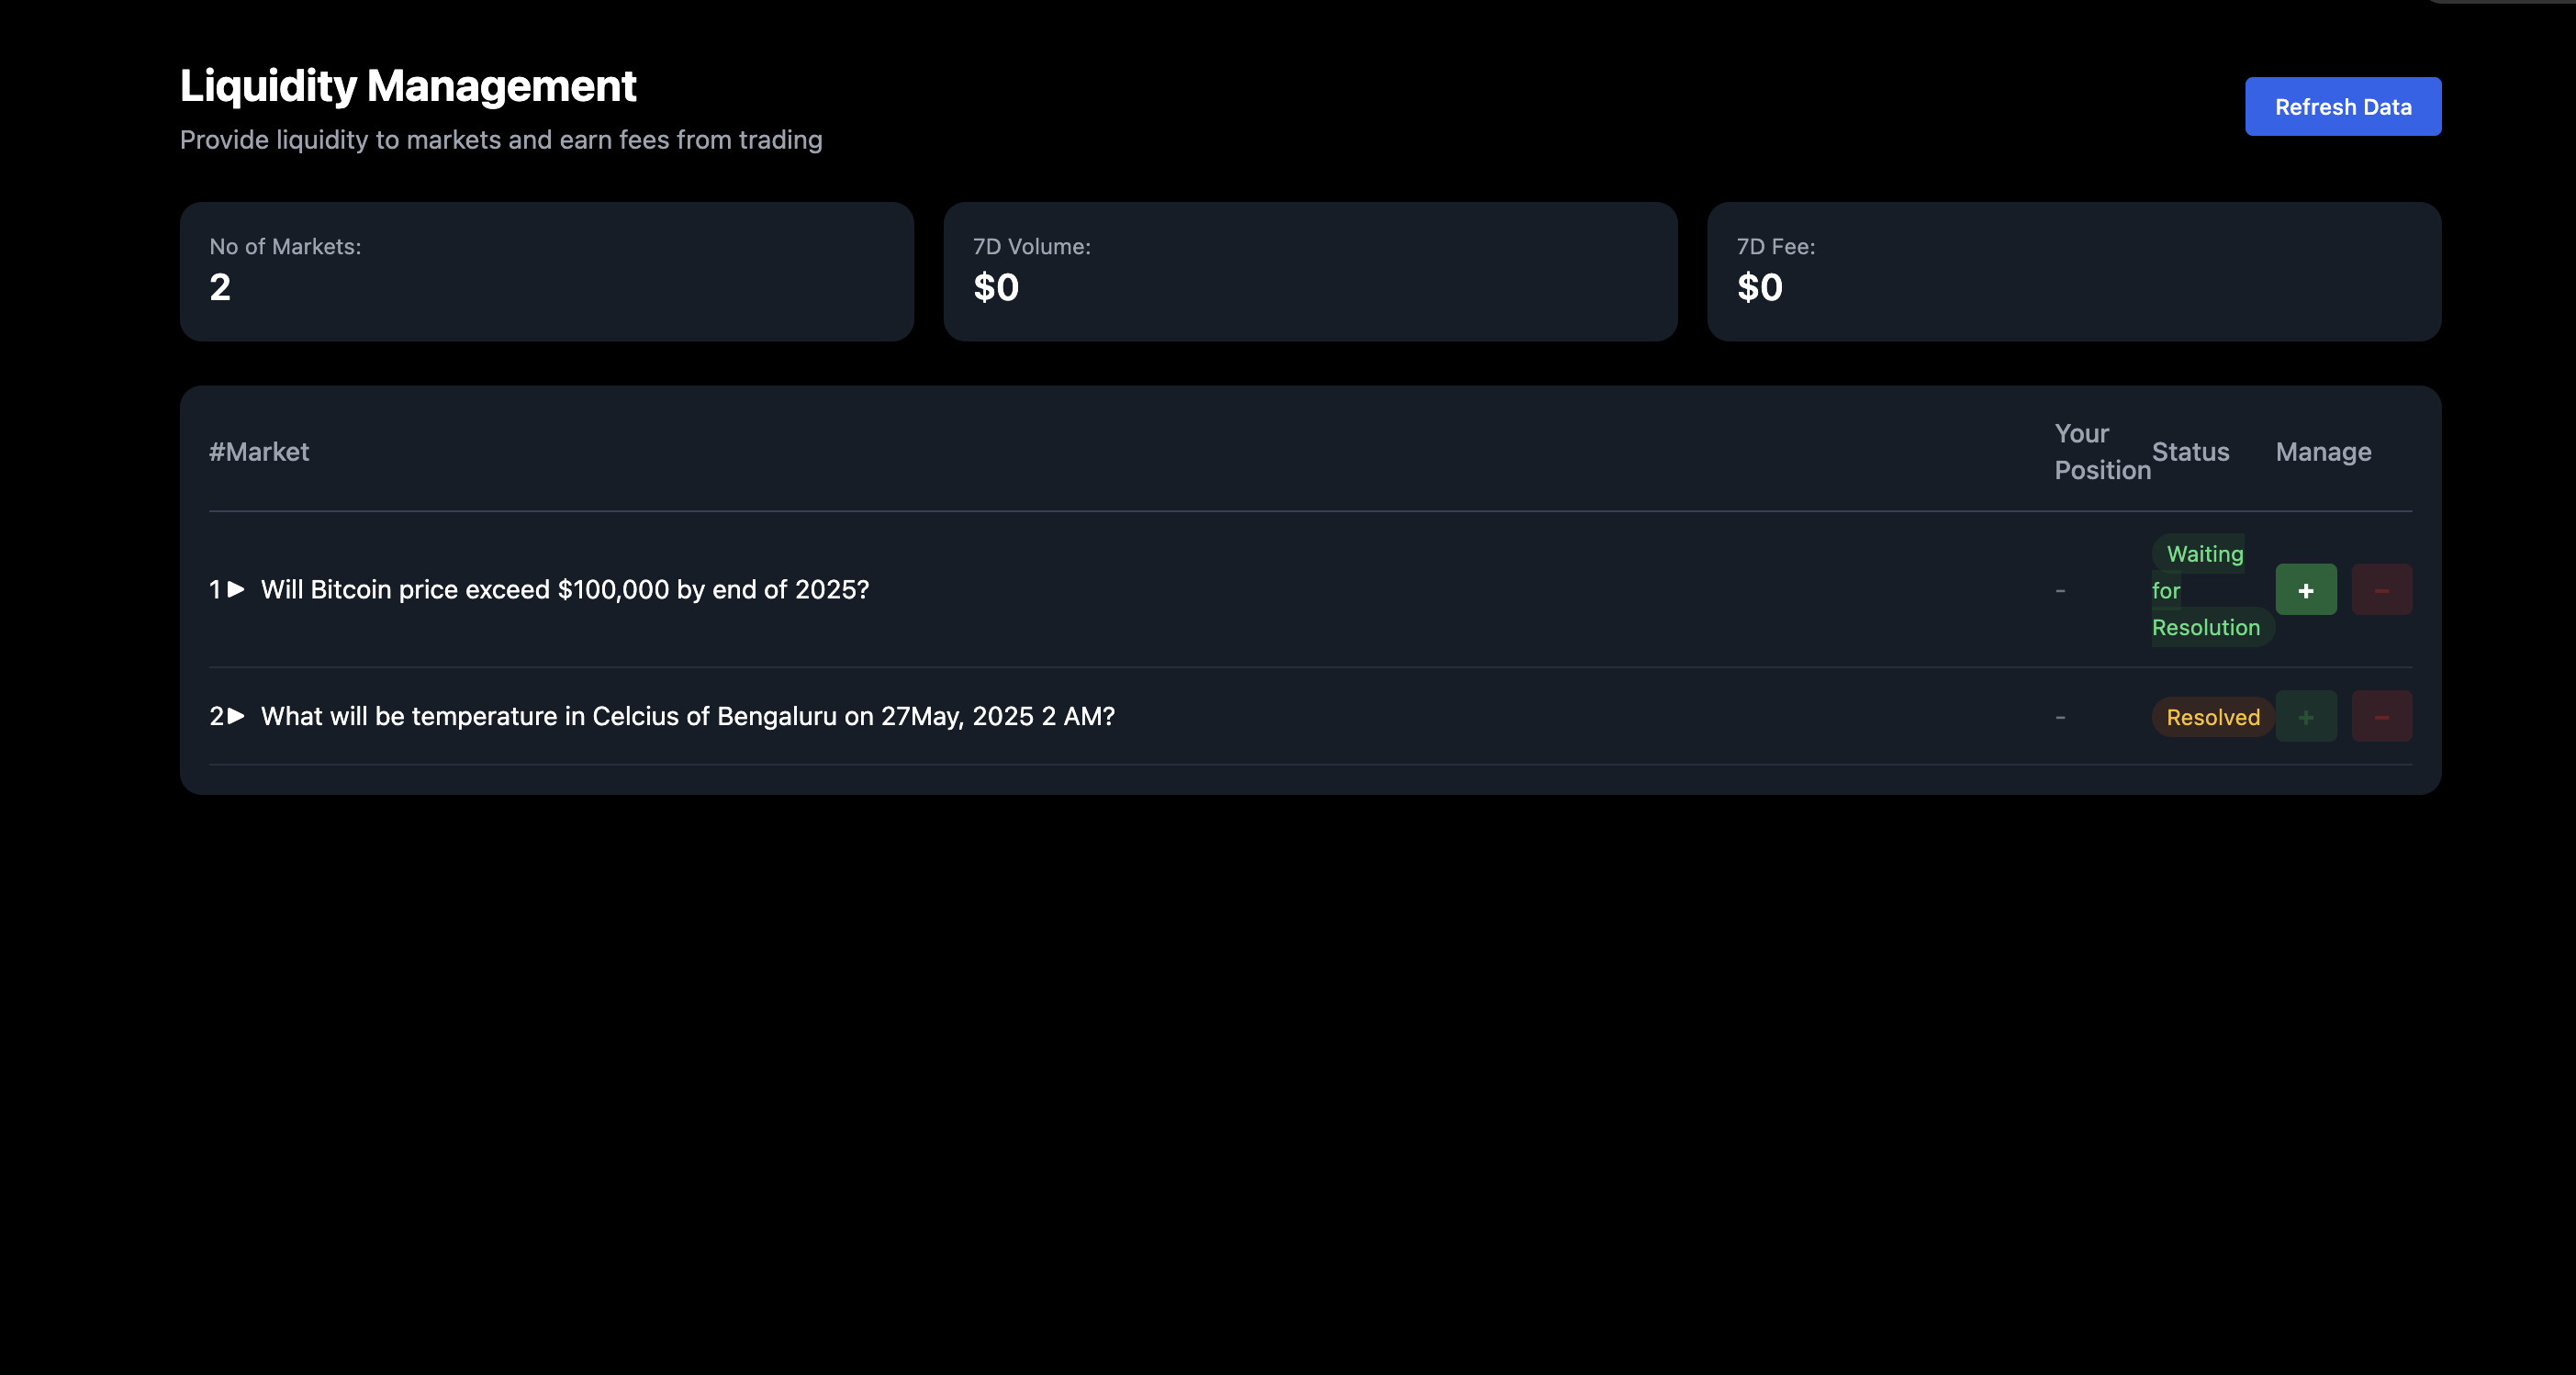 Liquidity Management
Refresh Data
Provide liquidity to markets and earn fees from trading
No of Markets:
2
7D Volume:
$0
7D Fee:
$0
#Market
Your
Position
Status
Manage
1▶ Will Bitcoin price exceed $100,000 by end of 2025?
-
Waiting
for
Resolution
+
−
2▶ What will be temperature in Celcius of Bengaluru on 27May, 2025 2 AM?
-
Resolved
+
−